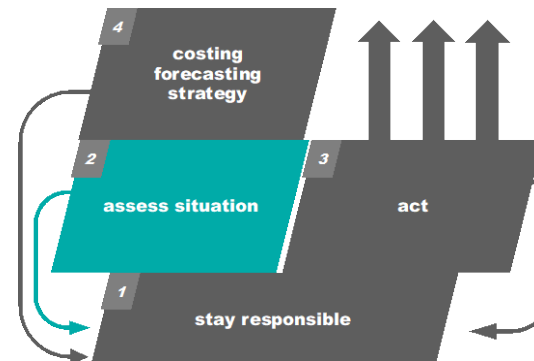 4
costing
forecasting
strategy
2
assess situation
3
act
1
stay responsible